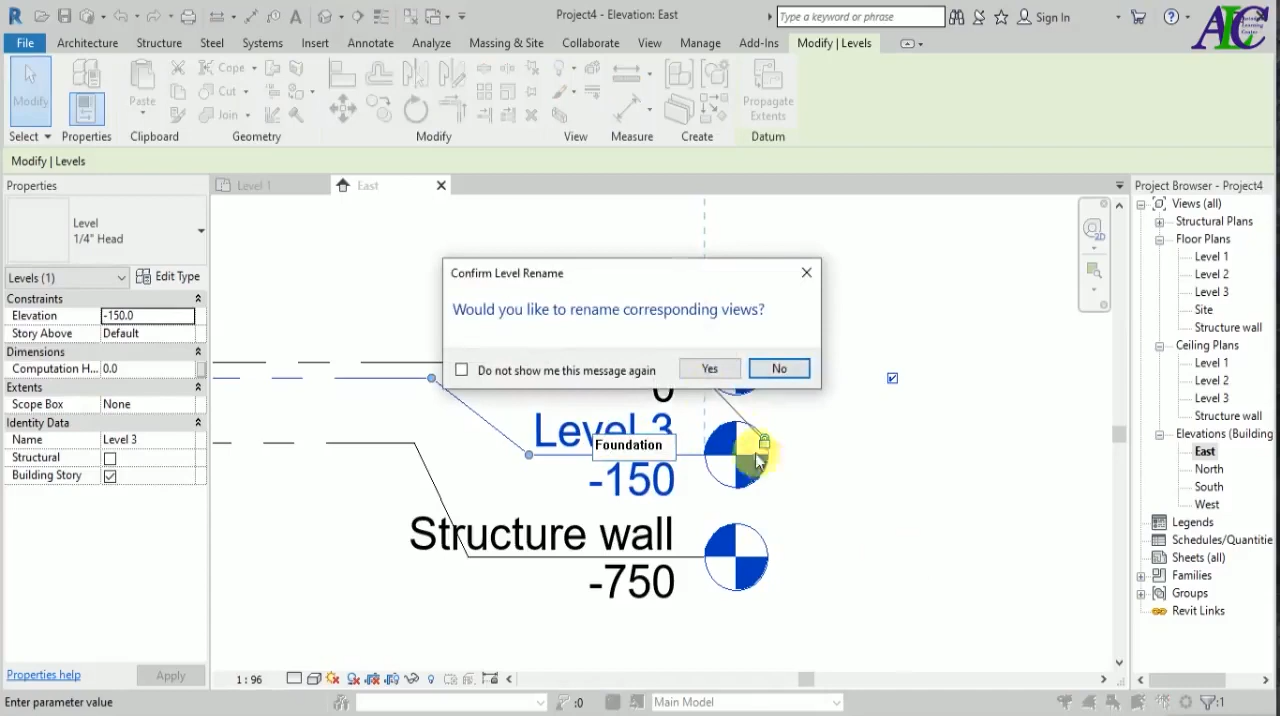 Project4 - Elevation: East
Type a keyword or phrase
Sign In
ALC
File
Architecture
Structure
Steel
Systems
Insert
Annotate
Analyze
Massing & Site
Collaborate
View
Manage
Add-Ins
Modify | Levels
Modify
Paste
Cope
Cut
Join
Propagate
Extents
Select
Properties
Clipboard
Geometry
Modify
View
Measure
Create
Datum
Modify | Levels
Properties
Level 1
East
Project Browser - Project4
Level
1/4" Head
Levels (1)
Edit Type
Constraints
Elevation
-150.0
Story Above
Default
Dimensions
Computation H...
0.0
Extents
Scope Box
None
Identity Data
Name
Level 3
Structural
Building Story
Properties help
Apply
Confirm Level Rename
Would you like to rename corresponding views?
Do not show me this message again
Yes
No
0
Level 3
Foundation
-150
Structure wall
-750
2D
Views (all)
Structural Plans
Floor Plans
Level 1
Level 2
Level 3
Site
Structure wall
Ceiling Plans
Level 1
Level 2
Level 3
Structure wall
Elevations (Building
East
North
South
West
Legends
Schedules/Quantitie
Sheets (all)
Families
Groups
Revit Links
1 : 96
Enter parameter value
:0
Main Model
:1